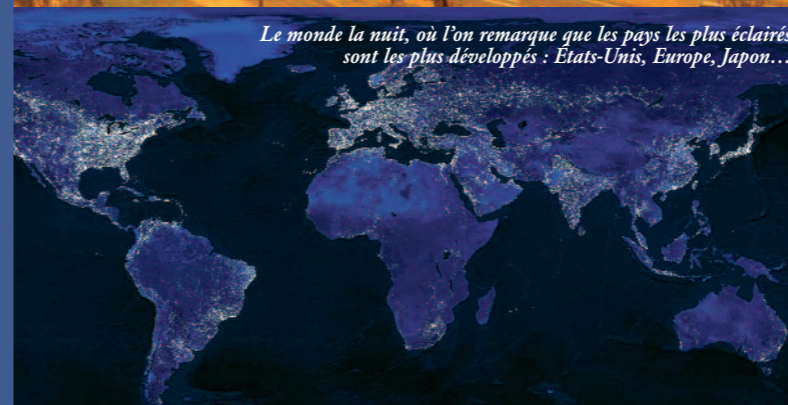 Le monde la nuit, où l'on remarque que les pays les plus éclairés
sont les plus développés : États-Unis, Europe, Japon…